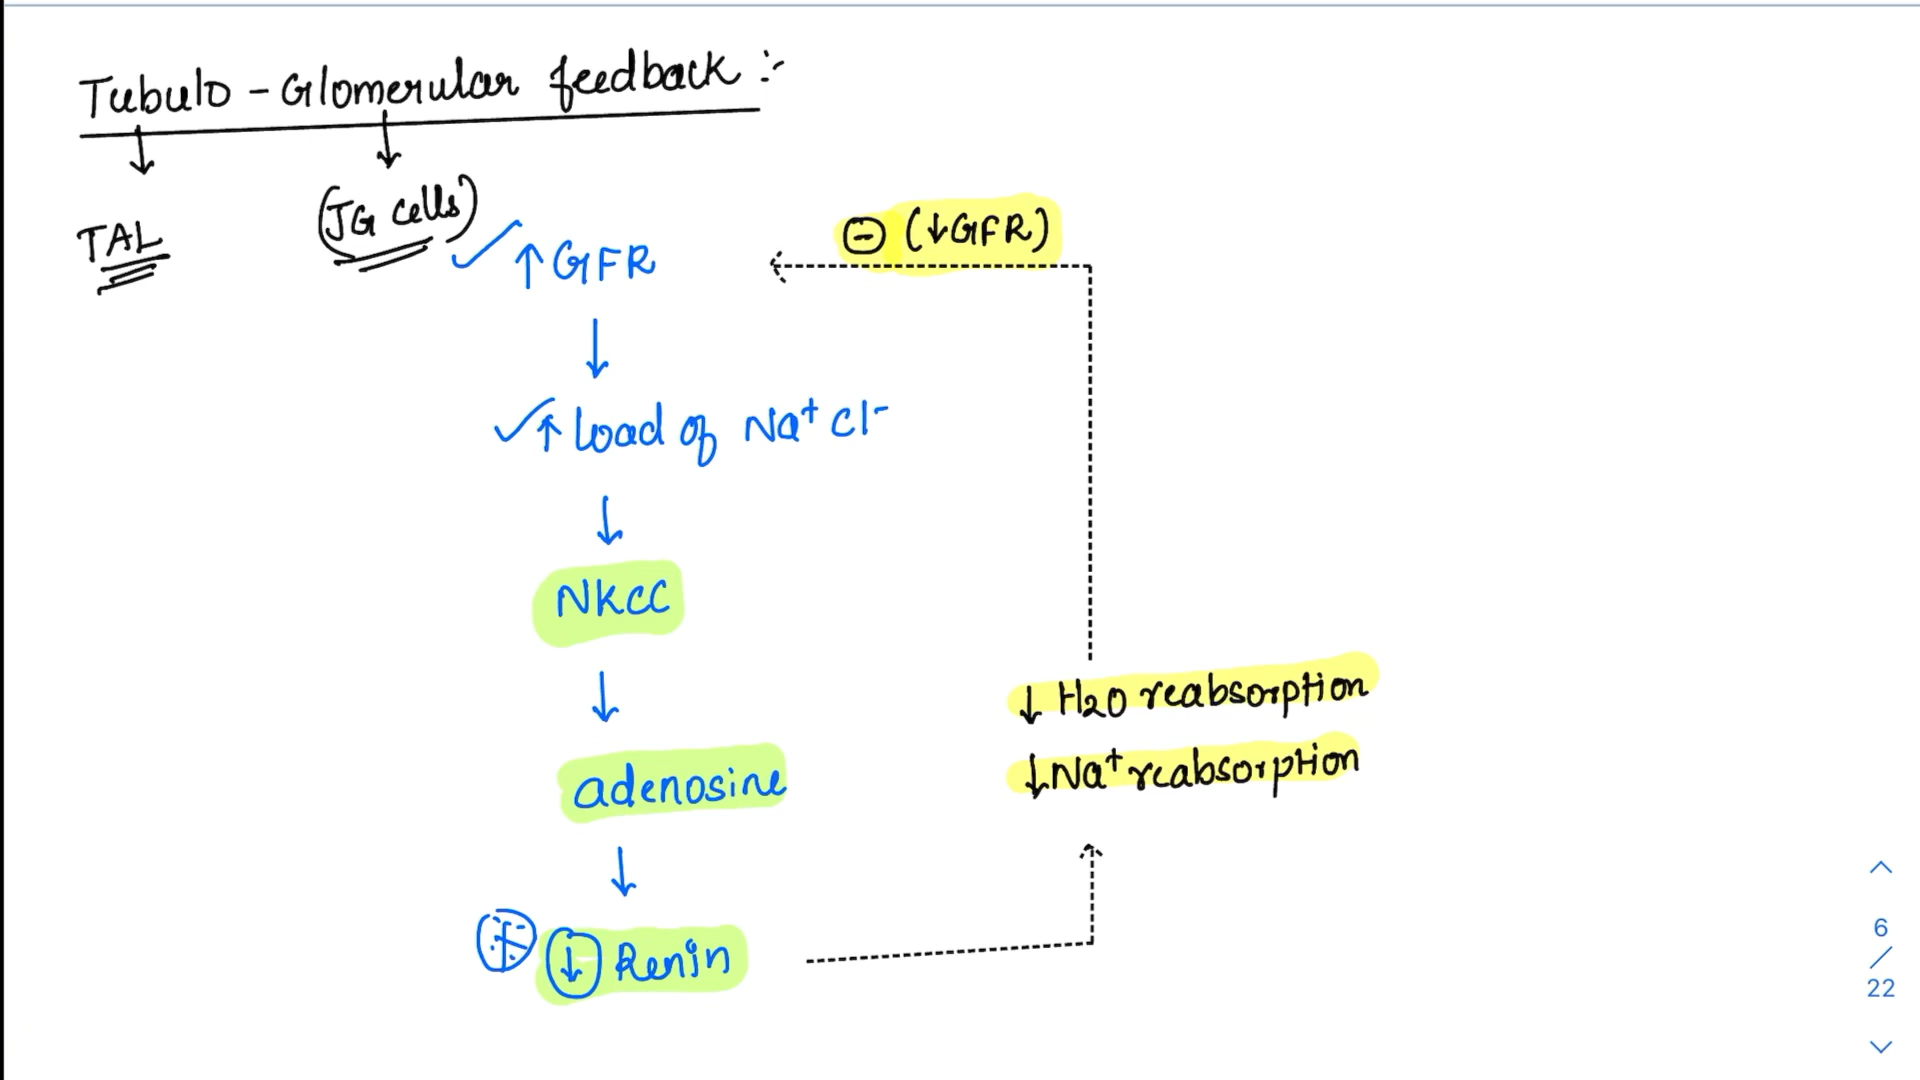 Tubulo - Glomerular feedback :-
↓ ↓
TAL
(JG cells)
↑ GFR
⊖ (↓GFR)
↓
↑ load of Na⁺ Cl⁻
↓
NKCC
↓
adenosine
↓
↓ Renin
↓ H2O reabsorption
↓ Na⁺ reabsorption
6
/
22